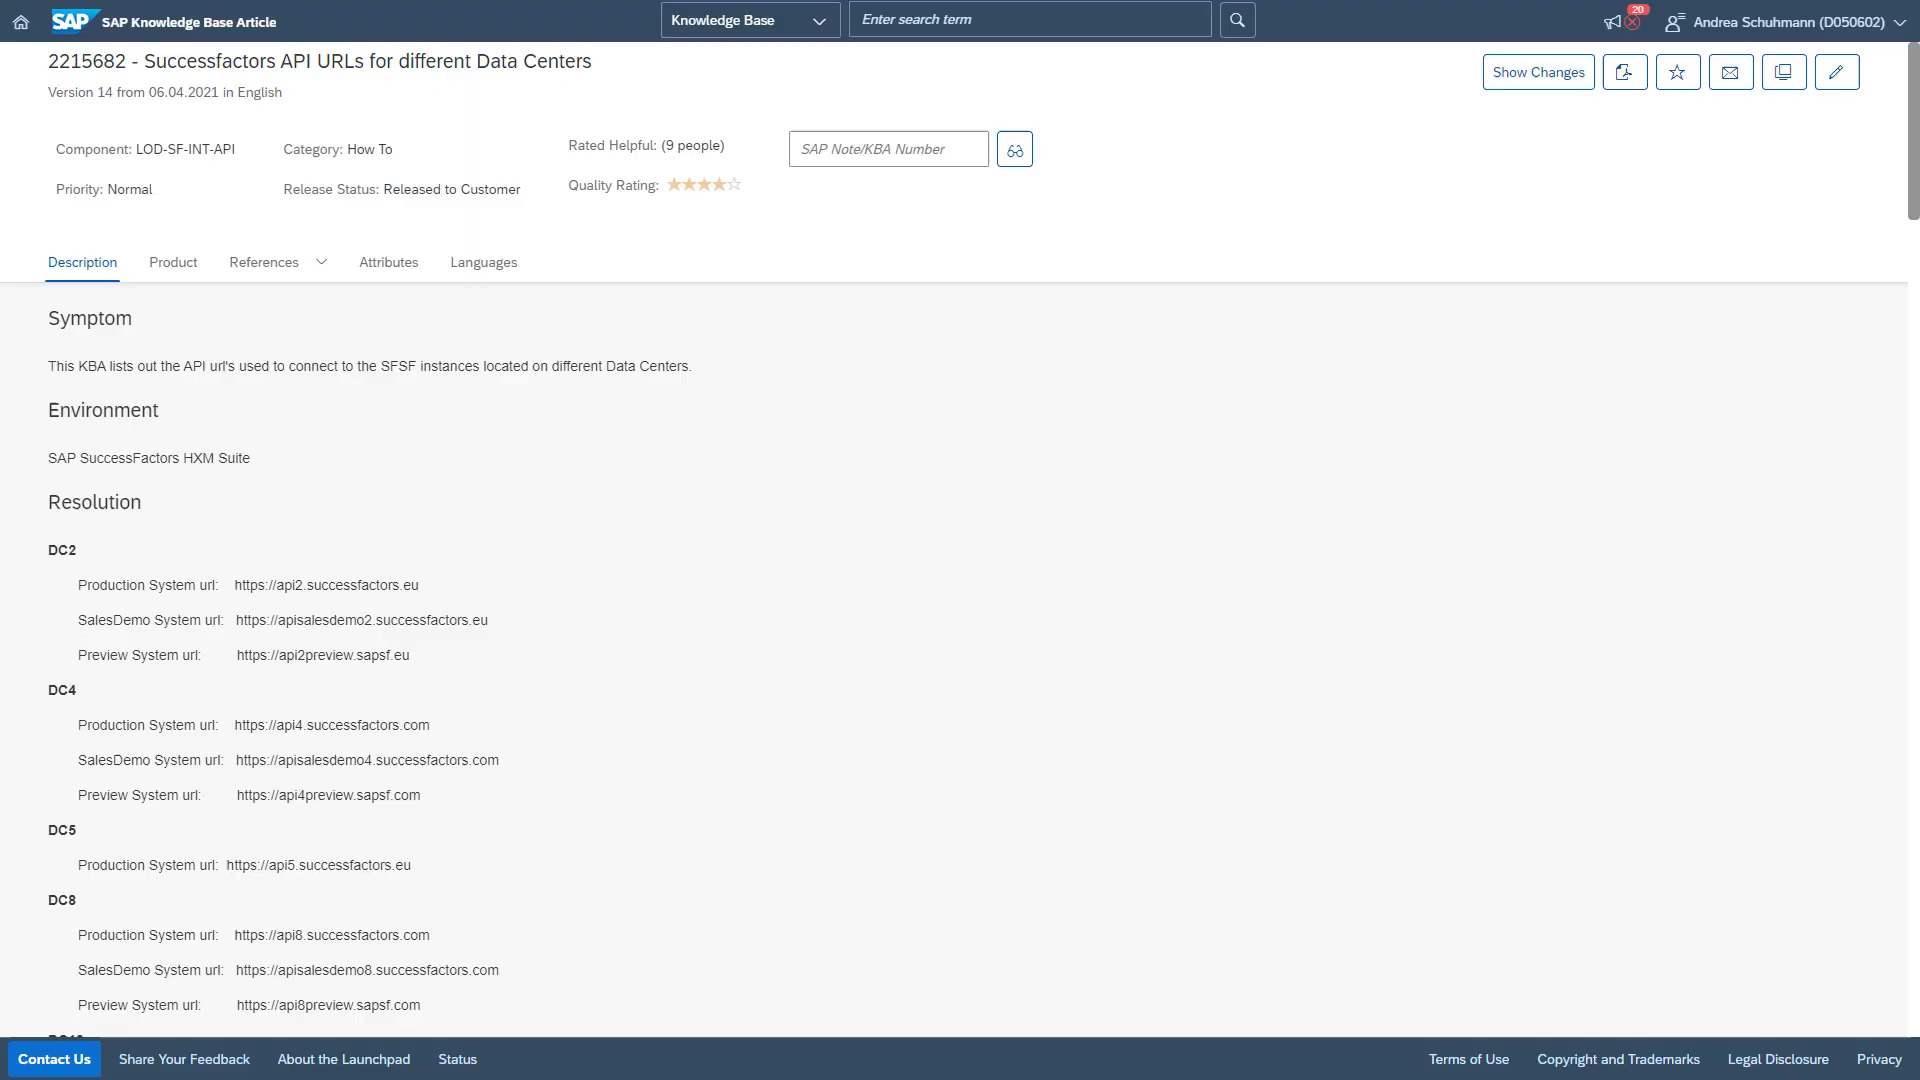 SAP SAP Knowledge Base Article Knowledge Base Enter search term 20 Andrea Schuhmann (D050602)
2215682 - Successfactors API URLs for different Data Centers
Show Changes
Version 14 from 06.04.2021 in English
Component: LOD-SF-INT-API Category: How To Rated Helpful: (9 people) SAP Note/KBA Number
Priority: Normal Release Status: Released to Customer Quality Rating:
Description Product References Attributes Languages
Symptom
This KBA lists out the API url's used to connect to the SFSF instances located on different Data Centers.
Environment
SAP SuccessFactors HXM Suite
Resolution
DC2
Production System url: https://api2.successfactors.eu
SalesDemo System url: https://apisalesdemo2.successfactors.eu
Preview System url: https://api2preview.sapsf.eu
DC4
Production System url: https://api4.successfactors.com
SalesDemo System url: https://apisalesdemo4.successfactors.com
Preview System url: https://api4preview.sapsf.com
DC5
Production System url: https://api5.successfactors.eu
DC8
Production System url: https://api8.successfactors.com
SalesDemo System url: https://apisalesdemo8.successfactors.com
Preview System url: https://api8preview.sapsf.com
Contact Us Share Your Feedback About the Launchpad Status Terms of Use Copyright and Trademarks Legal Disclosure Privacy